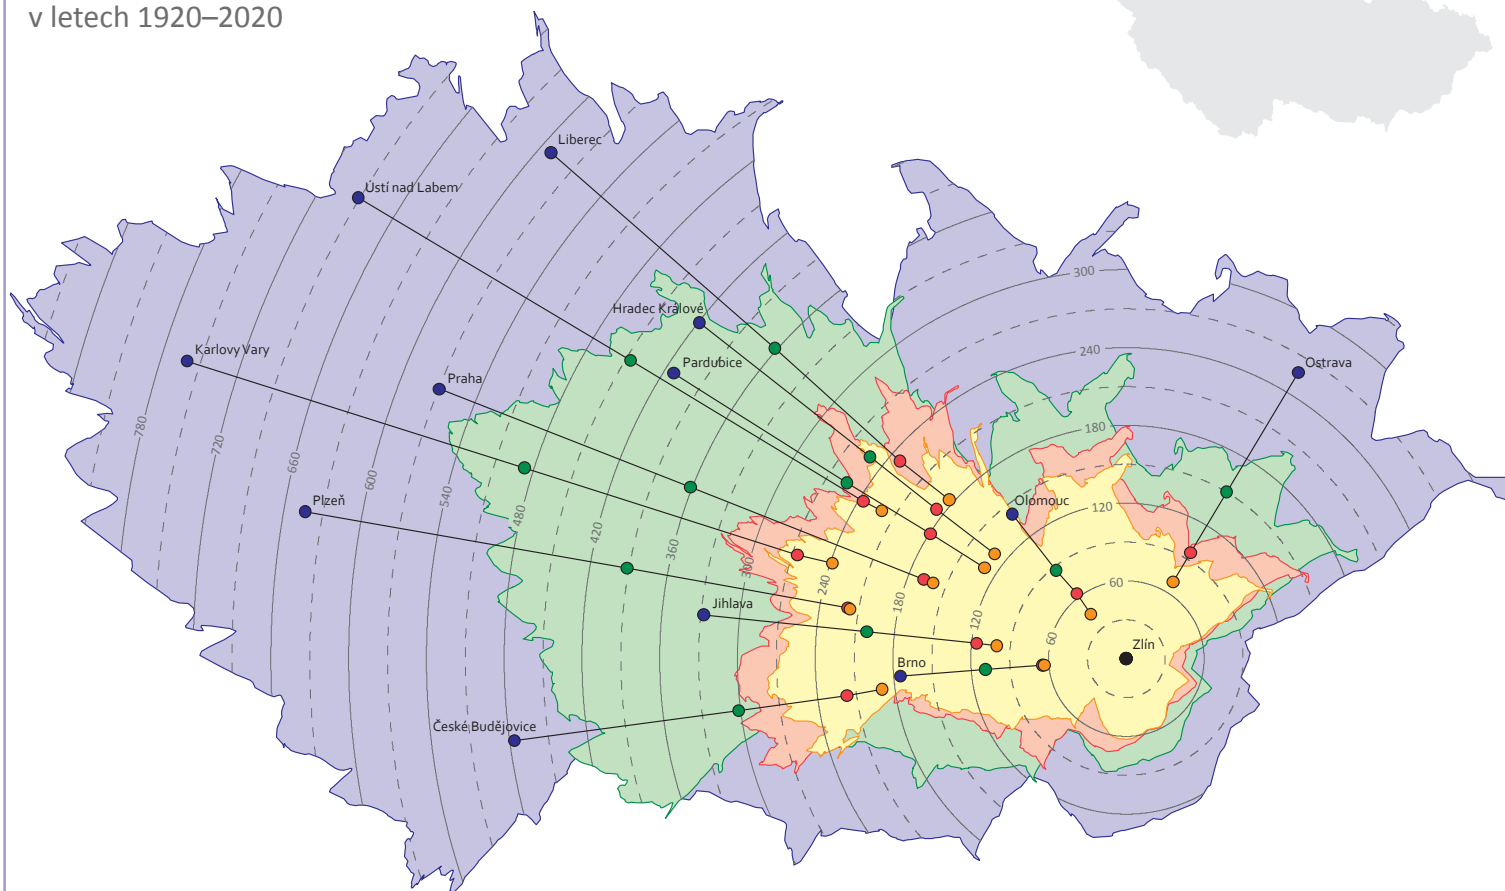 v letech 1920–2020
Liberec
Ústí nad Labem
300
Hradec Králové
Karlovy Vary
240
Pardubice
Ostrava
Praha
780
720
180
660
600
540
Plzeň
Olomouc
120
480
420
360
300
240
60
180
Jihlava
120
60
Zlín
Brno
České Budějovice